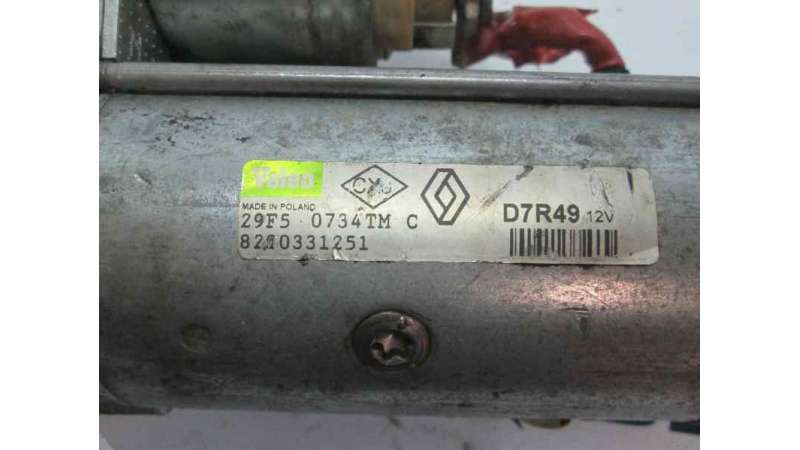 Valeo
MADE IN POLAND
29F5 0734TM C
8200331251
D7R49 12V